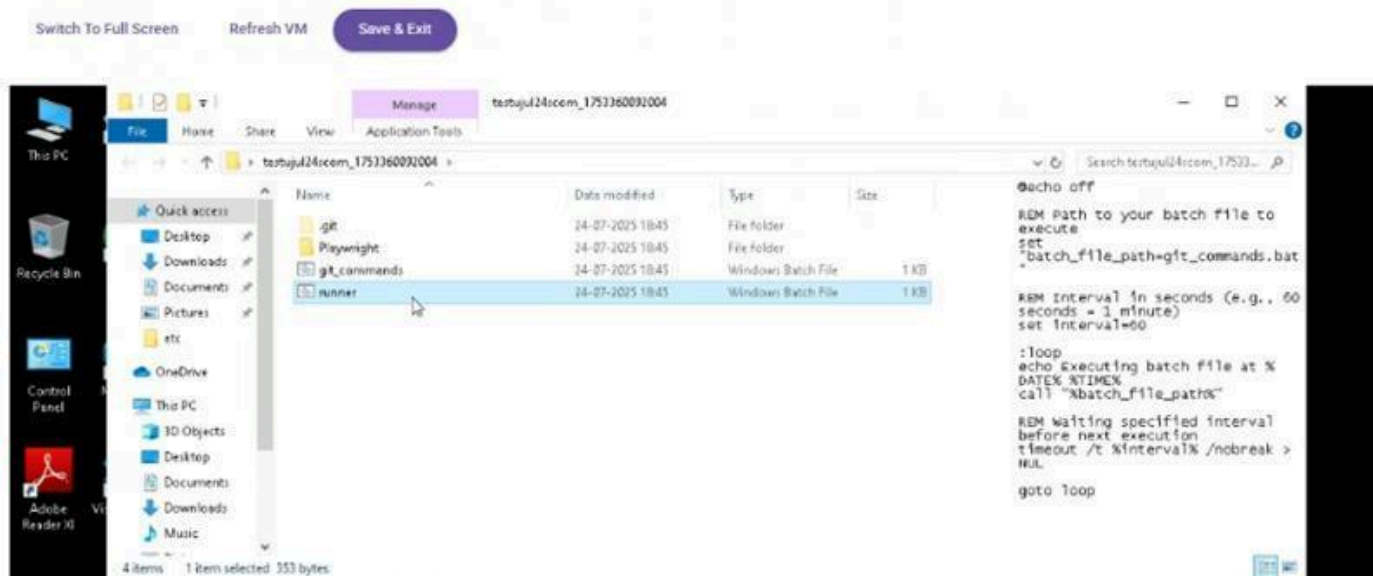 Switch To Full Screen Refresh VM Save & Exit
Manage testujul24scom_1753360092004
File Home Share View Application Tools
testujul24scom_1753360092004 Search testujul24scom_17533...
This PC
Recycle Bin
Control Panel
Adobe Reader XI
Quick access
Desktop
Downloads
Documents
Pictures
etc
OneDrive
This PC
3D Objects
Desktop
Documents
Downloads
Music
Name Date modified Type Size
.git 24-07-2025 18:45 File folder
Playwright 24-07-2025 18:45 File folder
git_commands 24-07-2025 18:45 Windows Batch File 1 KB
runner 24-07-2025 18:45 Windows Batch File 1 KB
@echo off
REM Path to your batch file to
execute
set
"batch_file_path=git_commands.bat
"
REM Interval in seconds (e.g., 60
seconds = 1 minute)
set interval=60
:loop
echo Executing batch file at %
DATE% %TIME%
call "%batch_file_path%"
REM Waiting specified interval
before next execution
timeout /t %interval% /nobreak >
NUL
goto loop
4 items 1 item selected 353 bytes